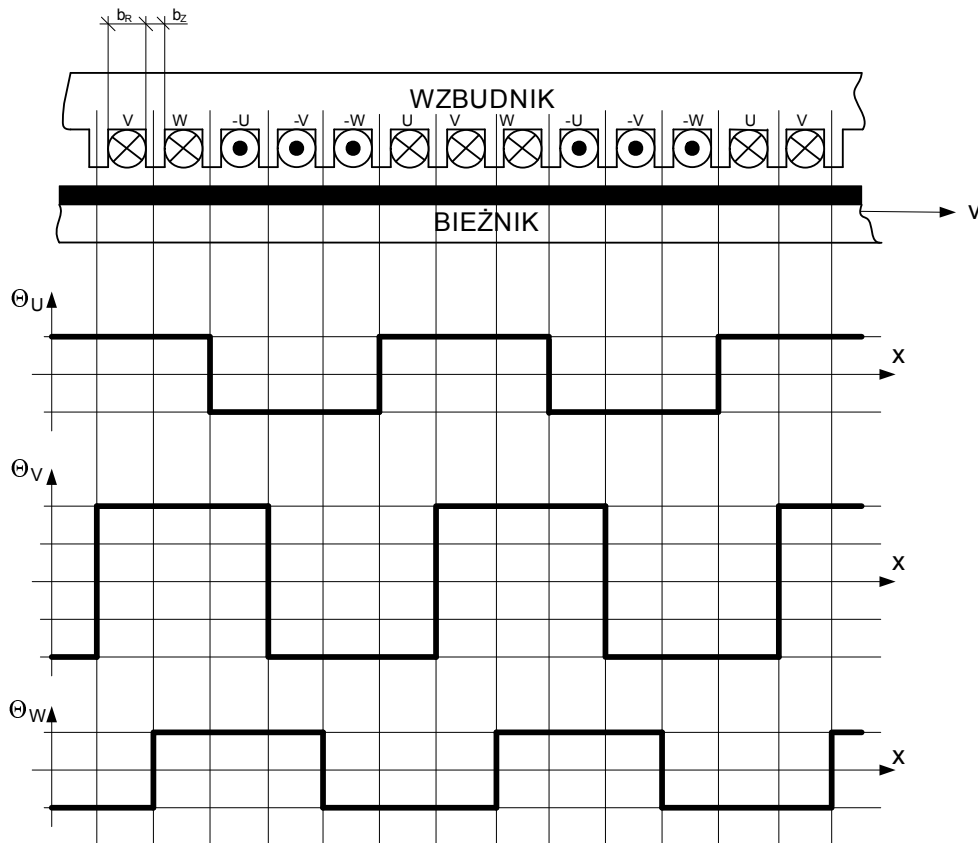 bR bZ
WZBUDNIK
V W -U -V -W U V W -U -V -W U V
BIEŻNIK
V
ΘU
X
ΘV
X
ΘW
X